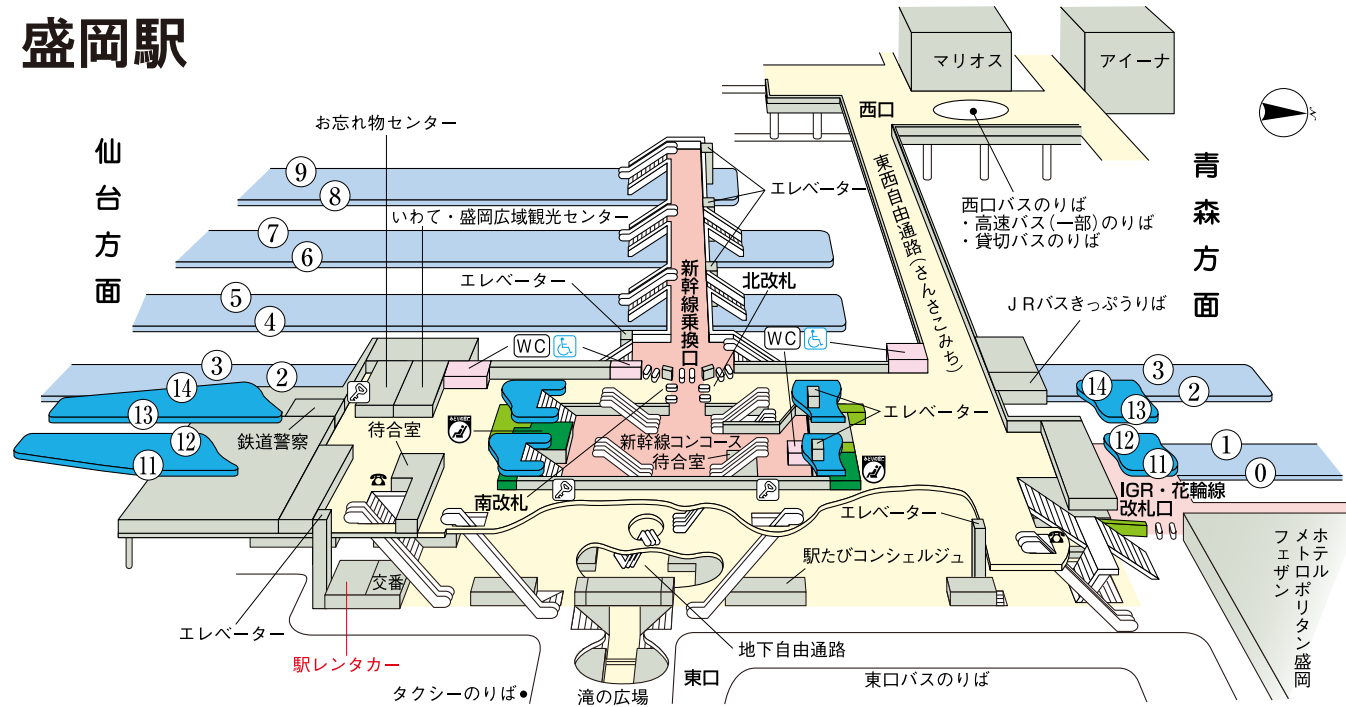 盛岡駅
マリオス
アイーナ
西口
お忘れ物センター
仙台方面
青森方面
⑨
⑧
エレベーター
東西自由通路(さんさこみち)
西口バスのりば
・高速バス(一部)のりば
・貸切バスのりば
いわて・盛岡広域観光センター
⑦
⑥
エレベーター
新幹線乗換口
北改札
JRバスきっぷうりば
⑤
④
WC
WC
③
②
⑭
⑬
⑫
⑪
鉄道警察
待合室
みどりの窓口
エレベーター
新幹線コンコース
待合室
みどりの窓口
③
②
⑭
⑬
⑫
⑪
①
⓪
南改札
IGR・花輪線
改札口
エレベーター
駅たびコンシェルジュ
ホテル
メトロポリタン盛岡
フェザン
交番
エレベーター
駅レンタカー
地下自由通路
タクシーのりば
滝の広場
東口
東口バスのりば